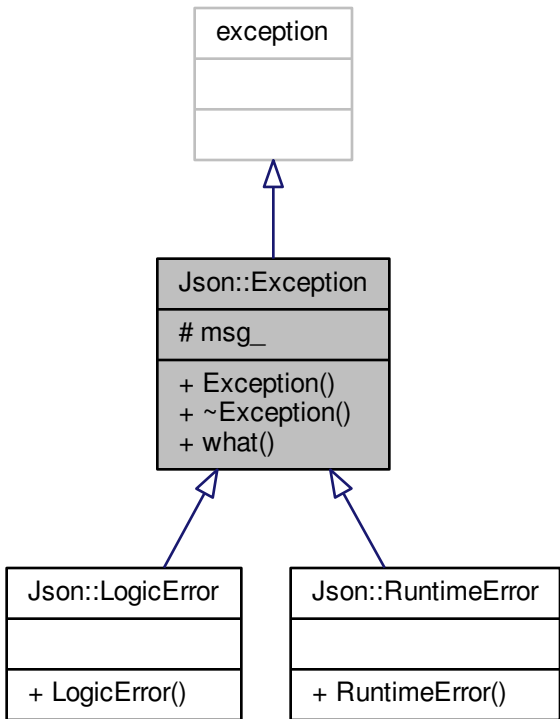 exception
Json::Exception
# msg_
+ Exception()
+ ~Exception()
+ what()
Json::LogicError
+ LogicError()
Json::RuntimeError
+ RuntimeError()